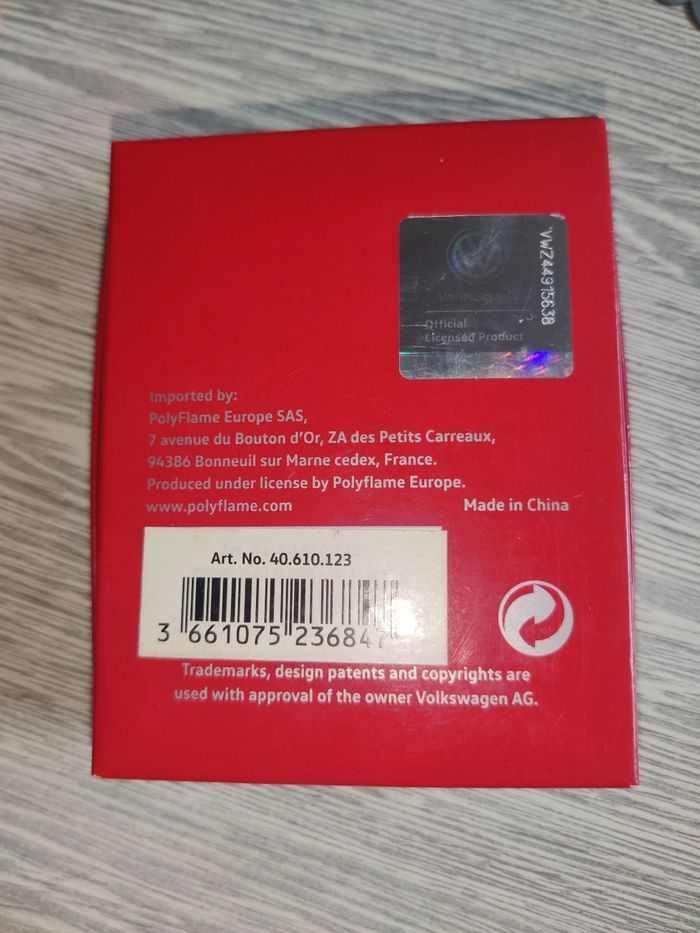 VWZ44915638
Volkswagen
Official
Licensed Product
Imported by:
PolyFlame Europe SAS,
7 avenue du Bouton d'Or, ZA des Petits Carreaux,
94386 Bonneuil sur Marne cedex, France.
Produced under license by Polyflame Europe.
www.polyflame.com Made in China
Art. No. 40.610.123
3 661075 236847
Trademarks, design patents and copyrights are
used with approval of the owner Volkswagen AG.